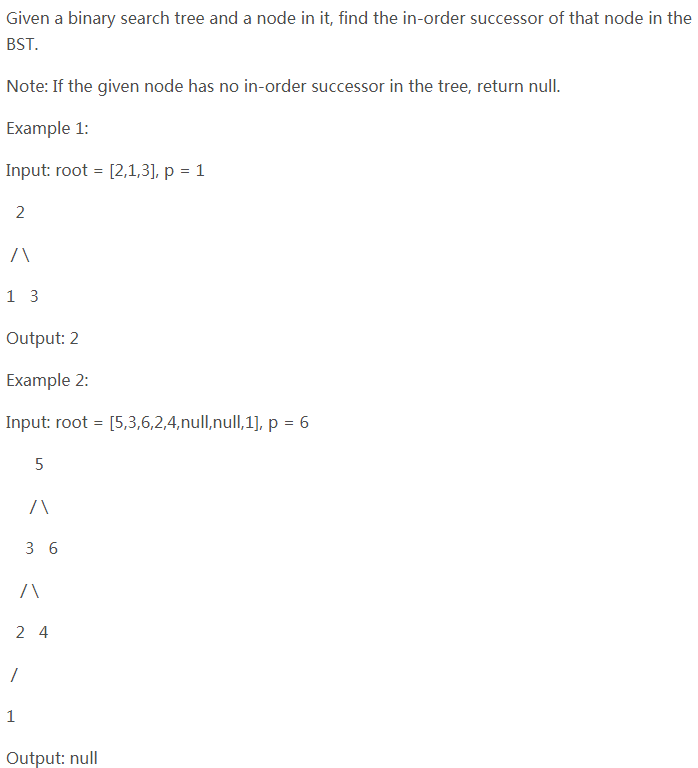 Given a binary search tree and a node in it, find the in-order successor of that node in the
BST.
Note: If the given node has no in-order successor in the tree, return null.
Example 1:
Input: root = [2,1,3], p = 1
2
/ \
1 3
Output: 2
Example 2:
Input: root = [5,3,6,2,4,null,null,1], p = 6
5
/ \
3 6
/ \
2 4
/
1
Output: null